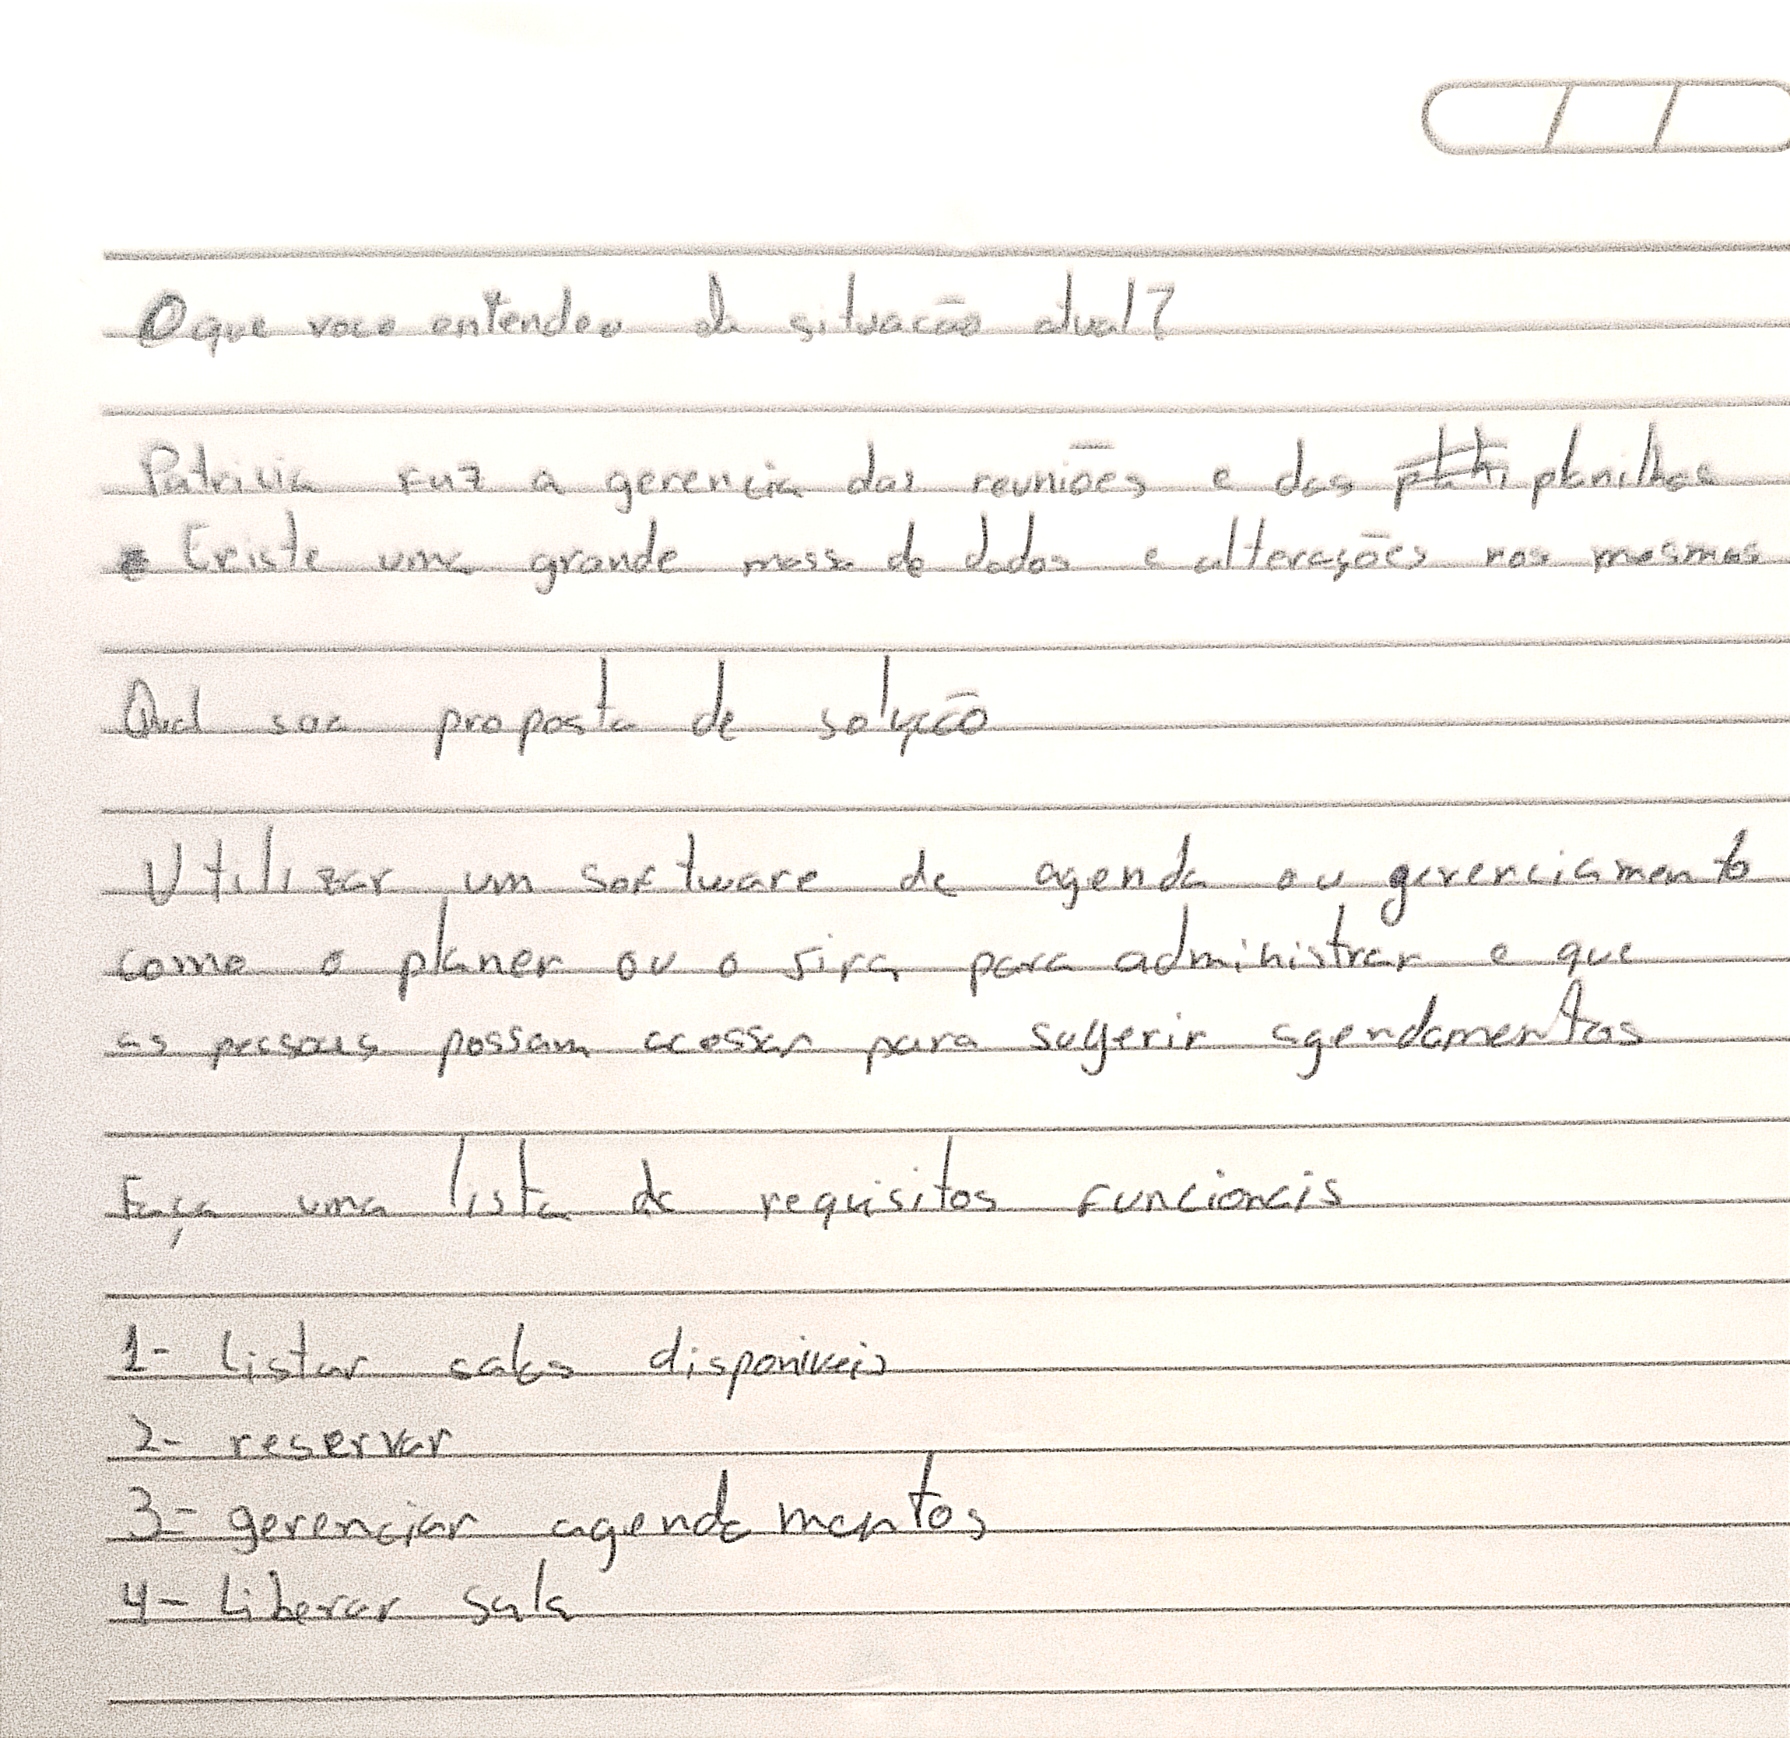 O que voce entendeu da situacão atual?
Patricia faz a gerencia das reuniões e das planilhas
Existe uma grande massa de dados e alterações nos mesmos
Qual sua proposta de solução
Utilizar um software de agenda ou gerenciamento
como o planer ou o para administrar e que
as pessoas possam acessar para sugerir agendamentos
Faça uma lista de requisitos funcionais
1- Listar salas disponiveis
2- reservar
3- gerenciar agendamentos
4- Liberar sala